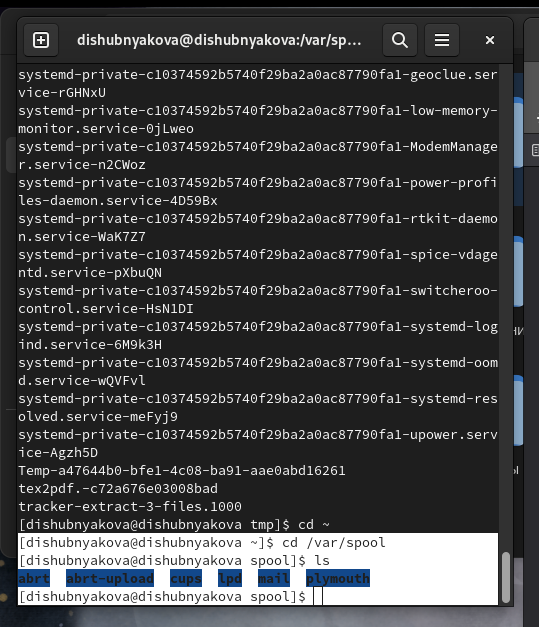 dishubnyakova@dishubnyakova:/var/sp...
systemd-private-c10374592b5740f29ba2a0ac87790fa1-geoclue.ser
vice-rGHNxU
systemd-private-c10374592b5740f29ba2a0ac87790fa1-low-memory-
monitor.service-0jLweo
systemd-private-c10374592b5740f29ba2a0ac87790fa1-ModemManage
r.service-n2CWoz
systemd-private-c10374592b5740f29ba2a0ac87790fa1-power-profi
les-daemon.service-4D59Bx
systemd-private-c10374592b5740f29ba2a0ac87790fa1-rtkit-daemo
n.service-WaK7Z7
systemd-private-c10374592b5740f29ba2a0ac87790fa1-spice-vdage
ntd.service-pXbuQN
systemd-private-c10374592b5740f29ba2a0ac87790fa1-switcheroo-
control.service-HsN1DI
systemd-private-c10374592b5740f29ba2a0ac87790fa1-systemd-log
ind.service-6M9k3H
systemd-private-c10374592b5740f29ba2a0ac87790fa1-systemd-oom
d.service-wQVFvl
systemd-private-c10374592b5740f29ba2a0ac87790fa1-systemd-res
olved.service-meFyj9
systemd-private-c10374592b5740f29ba2a0ac87790fa1-upower.serv
ice-Agzh5D
Temp-a47644b0-bfe1-4c08-ba91-aae0abd16261
tex2pdf.-c72a676e03008bad
tracker-extract-3-files.1000
[dishubnyakova@dishubnyakova tmp]$ cd ~
[dishubnyakova@dishubnyakova ~]$ cd /var/spool
[dishubnyakova@dishubnyakova spool]$ ls
abrt abrt-upload cups lpd mail plymouth
[dishubnyakova@dishubnyakova spool]$